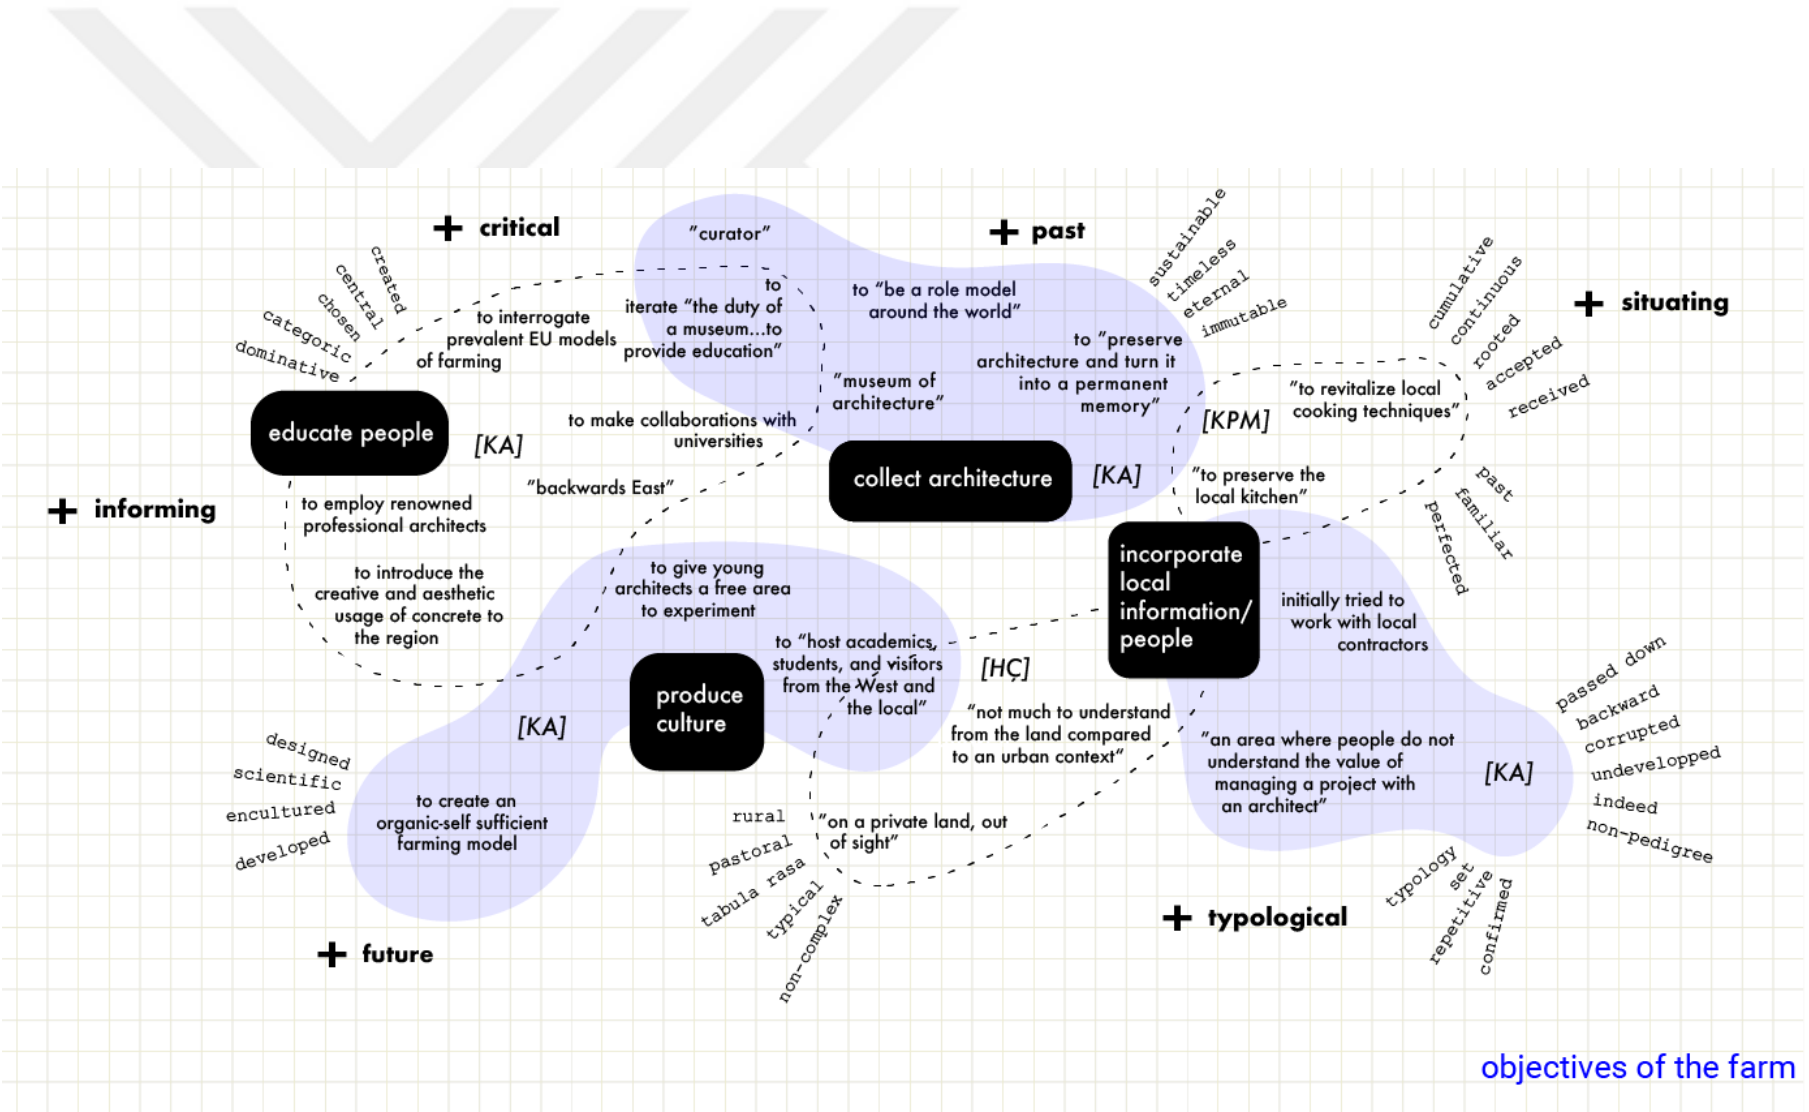 + critical
created
central
chosen
categoric
dominative
"curator"
to
iterate "the duty of
a museum...to
provide education"
to interrogate
prevalent EU models
of farming
to "be a role model
around the world"
+ past
sustainable
timeless
eternal
immutable
to "preserve
architecture and turn it
into a permanent
memory"
"museum of
architecture"
cumulative
continuous
rooted
accepted
received
+ situating
"to revitalize local
cooking techniques"
[KPM]
educate people
[KA]
to make collaborations with
universities
"backwards East"
collect architecture
[KA]
"to preserve the
local kitchen"
past
familiar
perfected
+ informing
to employ renowned
professional architects
to introduce the
creative and aesthetic
usage of concrete to
the region
to give young
architects a free area
to experiment
incorporate
local
information/
people
initially tried to
work with local
contractors
to "host academics,
students, and visitors
from the West and
the local"
[HÇ]
produce
culture
[KA]
"not much to understand
from the land compared
to an urban context"
"an area where people do not
understand the value of
managing a project with
an architect"
[KA]
passed down
backward
corrupted
undevelopped
indeed
non-pedigree
designed
scientific
encultured
developed
to create an
organic-self sufficient
farming model
rural
pastoral
tabula rasa
typical
non-complex
"on a private land, out
of sight"
typology
set
repetitive
confirmed
+ typological
+ future
objectives of the farm